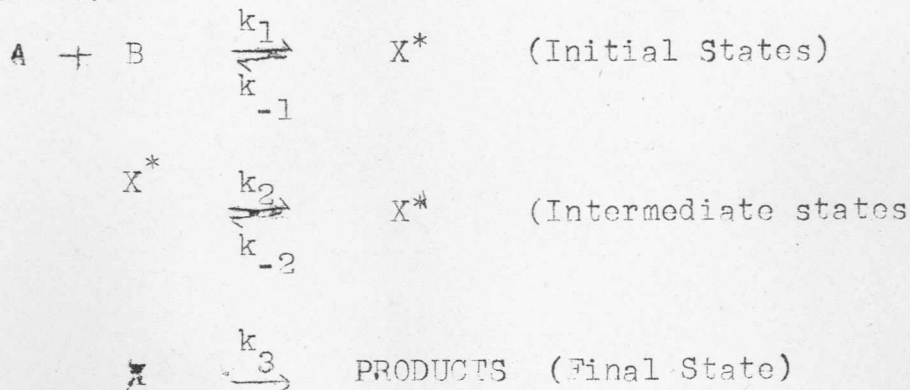 k1
A + B ⇌ X* (Initial States)
k-1
X* k2
⇌ X* (Intermediate states
k-2
k3
→ PRODUCTS (Final State)